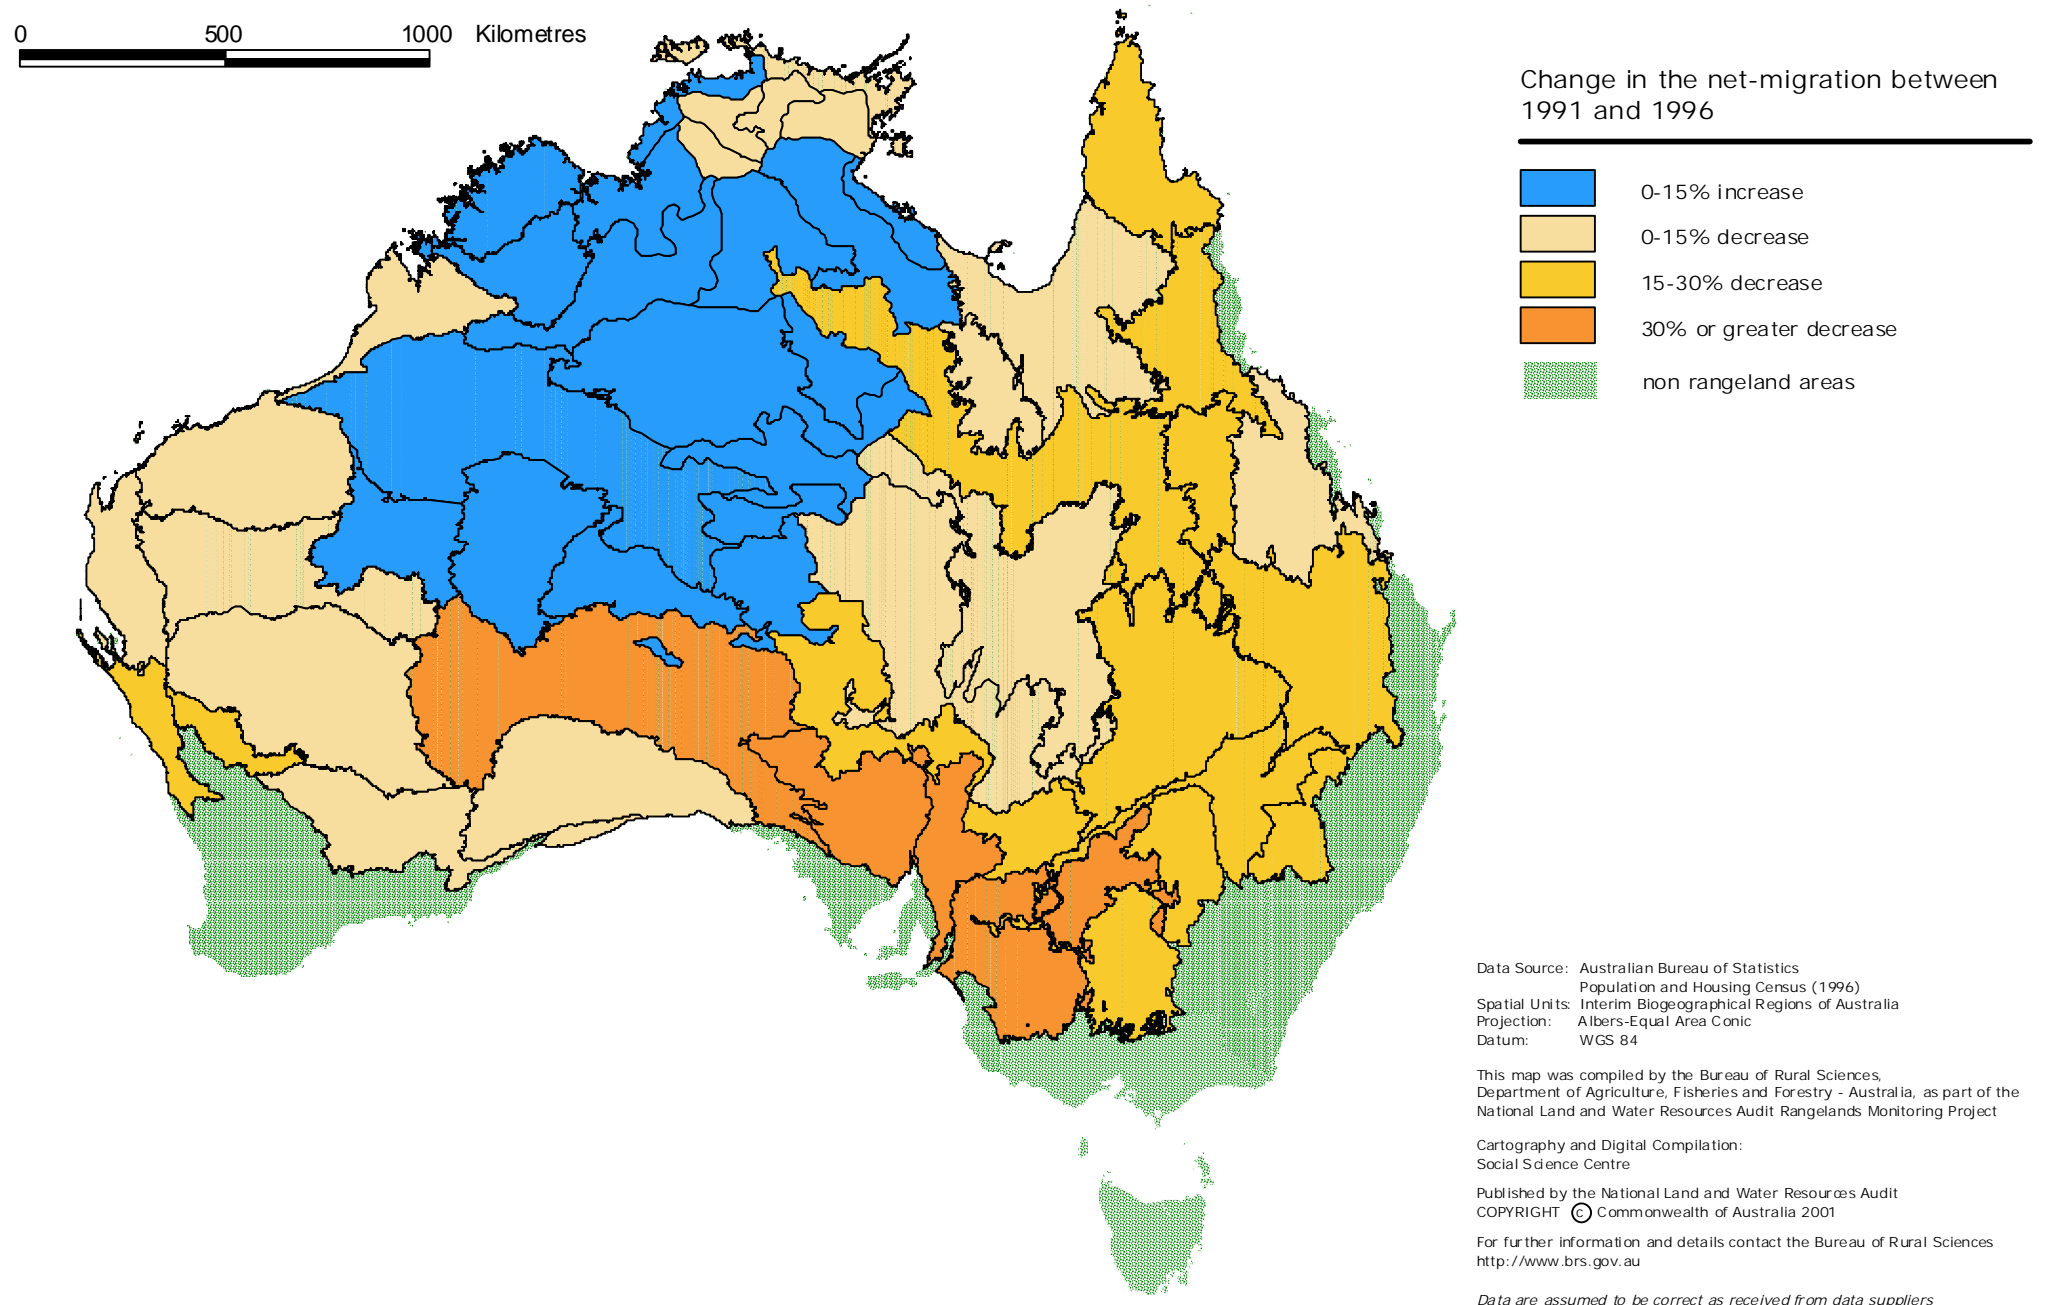 0 500 1000 Kilometres
Change in the net-migration between
1991 and 1996
0-15% increase
0-15% decrease
15-30% decrease
30% or greater decrease
non rangeland areas
Data Source: Australian Bureau of Statistics
Population and Housing Census (1996)
Spatial Units: Interim Biogeographical Regions of Australia
Projection: Albers-Equal Area Conic
Datum: WGS 84
This map was compiled by the Bureau of Rural Sciences,
Department of Agriculture, Fisheries and Forestry - Australia, as part of the
National Land and Water Resources Audit Rangelands Monitoring Project
Cartography and Digital Compilation:
Social Science Centre
Published by the National Land and Water Resources Audit
COPYRIGHT © Commonwealth of Australia 2001
For further information and details contact the Bureau of Rural Sciences
http://www.brs.gov.au
Data are assumed to be correct as received from data suppliers